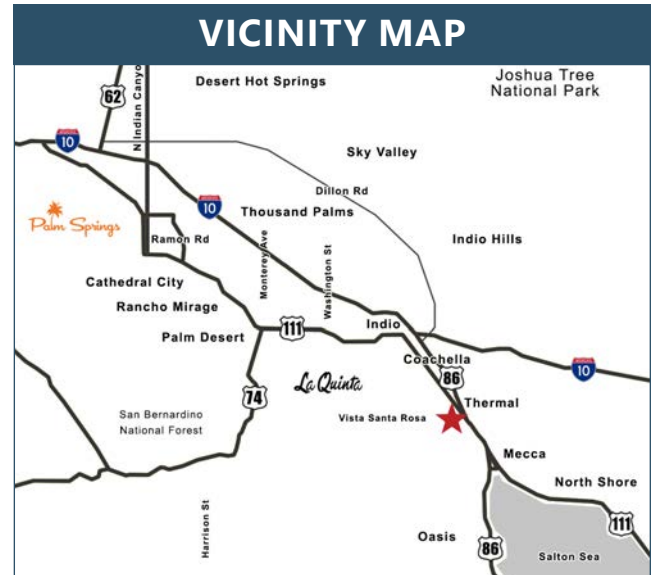 VICINITY MAP
Desert Hot Springs
Joshua Tree
National Park
62
N Indian Canyo
10
Sky Valley
Dillon Rd
10
Thousand Palms
Palm Springs
Ramon Rd
Indio Hills
Monterey Ave
Washington St
Cathedral City
Rancho Mirage
Palm Desert
111
Indio
Coachella
10
La Quinta
86
74
Thermal
San Bernardino
National Forest
Vista Santa Rosa
Mecca
North Shore
Harrison St
111
Oasis
86
Salton Sea